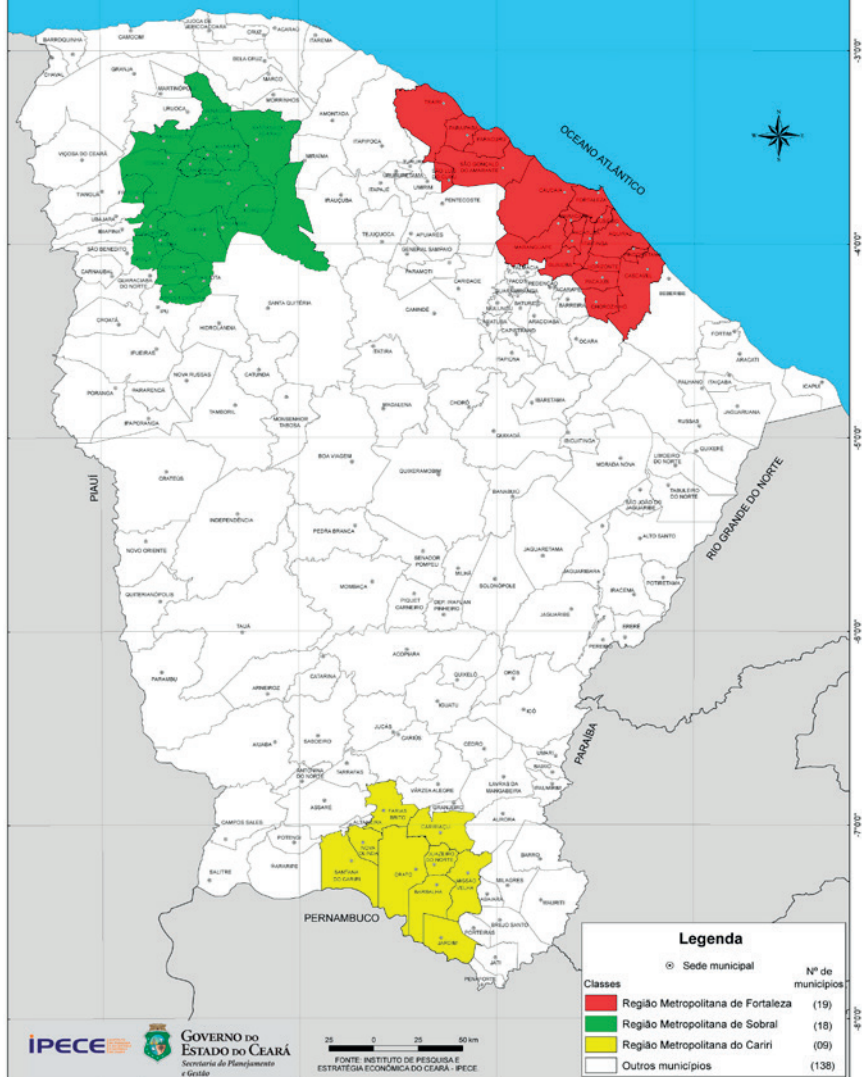 JIJOCA DE
JERICOACOARA
ACARAÚ
CRUZ
CAMOCIM
ITAREMA
BARROQUINHA
-3°0'0"
CHAVAL
GRANJA
BELA CRUZ
MARCO
MARTINÓPOLE
MORRINHOS
URUOCA
AMONTADA
TRAIRI
OCEANO ATLÂNTICO
N
W
E
S
VIÇOSA DO CEARÁ
MIRAÍMA
ITAPIPOCA
TIANGUÁ
IRAUÇUBA
ITAPAJÉ
URUBURETAMA
UMIRIM
PENTECOSTE
SÃO GONÇALO
DO AMARANTE
CAUCAIA
FORTALEZA
UBAJARA
IBIAPINA
TEJUÇUOCA
APUIARÉS
GENERAL SAMPAIO
MARANGUAPE
-4°0'0"
SÃO BENEDITO
CARNAUBAL
GUARACIABA
DO NORTE
PARAMOTI
CARIDADE
PACOTI
REDENÇÃO
CASCAVEL
BEBERIBE
PACAJUS
CHOROZINHO
IPU
SANTA QUITÉRIA
CANINDÉ
MULUNGU
BATURITÉ
ARATUBA
ARACOIABA
BARREIRA
CAPISTRANO
CROATÁ
HIDROLÂNDIA
OCARA
FORTIM
ARACATI
IPUEIRAS
ITATIRA
ITAPIÚNA
NOVA RUSSAS
CATUNDA
ICAPUÍ
PORANGA
ARARENDÁ
IPAPORANGA
TAMBORIL
MONSENHOR
TABOSA
MADALENA
CHORÓ
IBARETAMA
PALHANO
ITAIÇABA
JAGUARUANA
RUSSAS
QUIXADÁ
IBICUITINGA
-5°0'0"
BOA VIAGEM
QUIXERAMOBIM
MORADA NOVA
LIMOEIRO
DO NORTE
QUIXERÉ
CRATEÚS
TABULEIRO
DO NORTE
SÃO JOÃO DO
JAGUARIBE
PIAUÍ
BANABUIÚ
INDEPENDÊNCIA
RIO GRANDE DO NORTE
PEDRA BRANCA
ALTO SANTO
NOVO ORIENTE
SENADOR
POMPEU
JAGUARETAMA
MILHÃ
JAGUARIBARA
POTIRETAMA
SOLONÓPOLE
MOMBAÇA
PIQUET
CARNEIRO
DEP. IRAPUAN
PINHEIRO
IRACEMA
QUITERIANÓPOLIS
JAGUARIBE
TAUÁ
ERERÊ
PEREIRO
-6°0'0"
ACOPIARA
PARAMBU
CATARINA
ARNEIROZ
QUIXELÔ
ORÓS
IGUATU
ICÓ
JUCÁS
CARIÚS
AIUABA
SABOEIRO
CEDRO
UMARI
BAIXIO
IPAUMIRIM
PARAÍBA
ANTONINA
DO NORTE
TARRAFAS
VÁRZEA ALEGRE
LAVRAS DA
MANGABEIRA
ASSARÉ
FARIAS
BRITO
GRANJEIRO
AURORA
CAMPOS SALES
ALTANEIRA
CARIRIAÇU
-7°0'0"
POTENGI
NOVA
OLINDA
JUAZEIRO
DO NORTE
BARRO
SALITRE
ARARIPE
SANTANA
DO CARIRI
CRATO
MISSÃO
VELHA
MILAGRES
BARBALHA
ABAIARA
MAURITI
PERNAMBUCO
BREJO SANTO
PORTEIRAS
JARDIM
JATI
PENAFORTE
-8°0'0"
Legenda
Sede municipal
Classes
Nº de
municípios
Região Metropolitana de Fortaleza (19)
Região Metropolitana de Sobral (18)
Região Metropolitana do Cariri (09)
Outros municípios (138)
IPECE
GOVERNO DO
ESTADO DO CEARÁ
Secretaria do Planejamento
e Gestão
25 0 25 50 km
FONTE: INSTITUTO DE PESQUISA E
ESTRATÉGIA ECONÔMICA DO CEARÁ - IPECE.